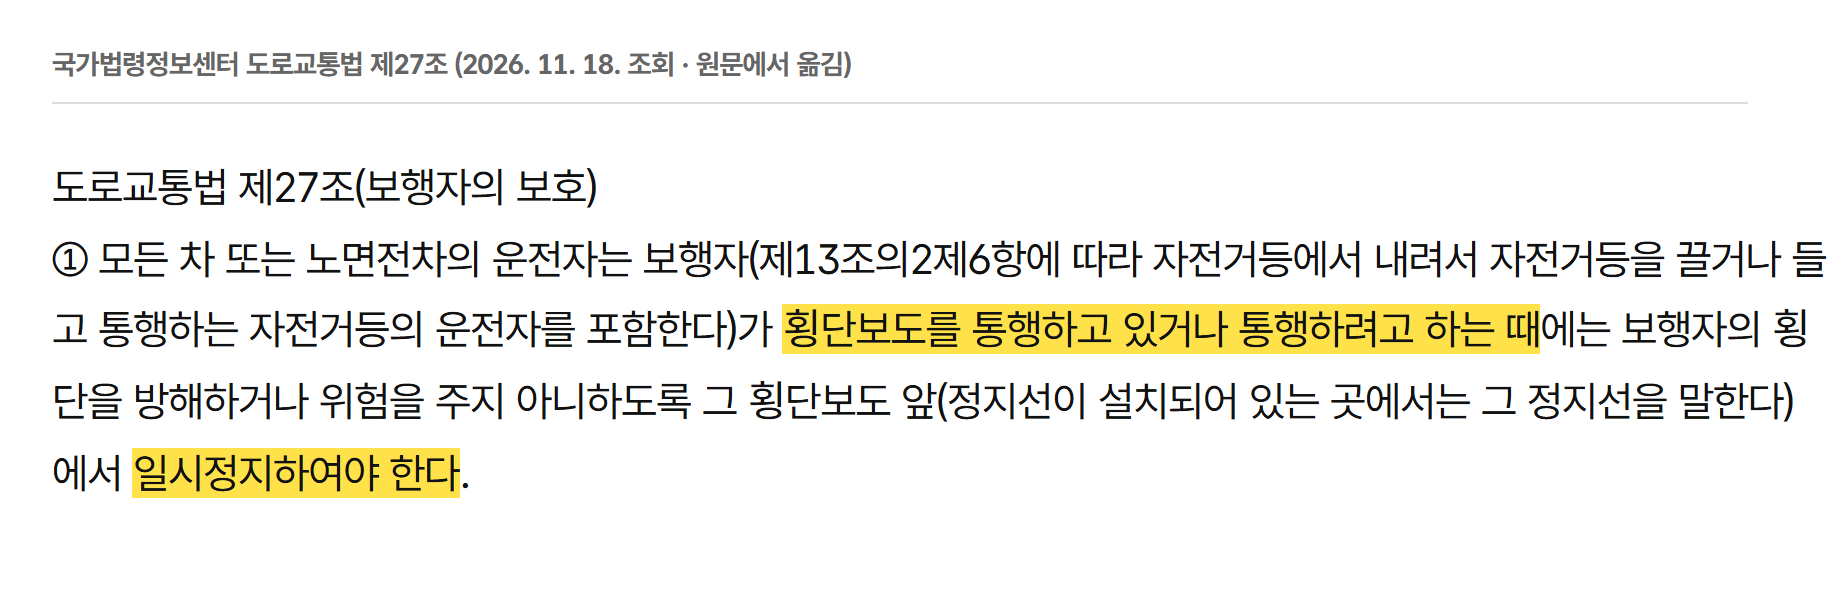 국가법령정보센터 도로교통법 제27조 (2026. 11. 18. 조회 · 원문에서 옮김)
도로교통법 제27조(보행자의 보호)
① 모든 차 또는 노면전차의 운전자는 보행자(제13조의2제6항에 따라 자전거등에서 내려서 자전거등을 끌거나 들
고 통행하는 자전거등의 운전자를 포함한다)가 횡단보도를 통행하고 있거나 통행하려고 하는 때에는 보행자의 횡
단을 방해하거나 위험을 주지 아니하도록 그 횡단보도 앞(정지선이 설치되어 있는 곳에서는 그 정지선을 말한다)
에서 일시정지하여야 한다.